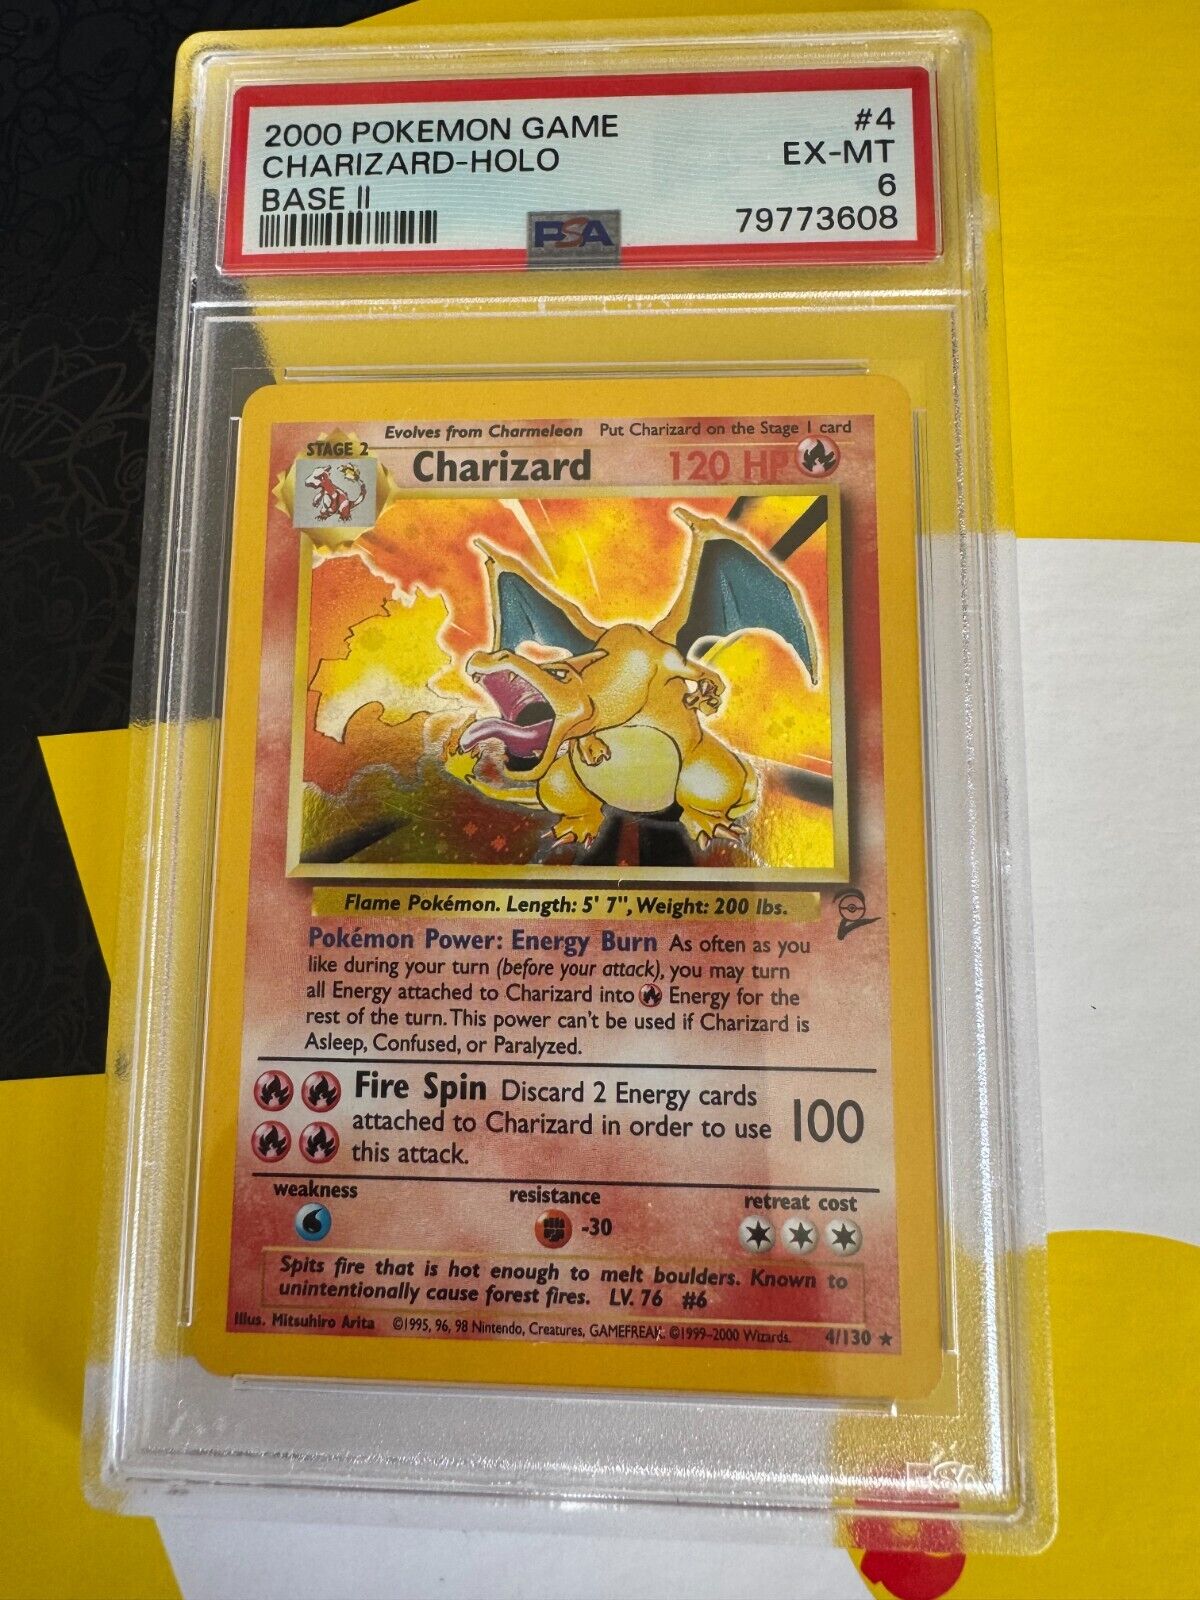 2000 POKEMON GAME #4
CHARIZARD-HOLO EX-MT
BASE II 6
79773608
PSA
Evolves from Charmeleon Put Charizard on the Stage 1 card
STAGE 2
Charizard 120 HP
Flame Pokémon. Length: 5' 7", Weight: 200 lbs.
Pokémon Power: Energy Burn As often as you
like during your turn (before your attack), you may turn
all Energy attached to Charizard into Energy for the
rest of the turn. This power can't be used if Charizard is
Asleep, Confused, or Paralyzed.
Fire Spin Discard 2 Energy cards
attached to Charizard in order to use 100
this attack.
weakness resistance retreat cost
-30
Spits fire that is hot enough to melt boulders. Known to
unintentionally cause forest fires. LV. 76 #6
Illus. Mitsuhiro Arita ©1995, 96, 98 Nintendo, Creatures, GAMEFREAK. ©1999-2000 Wizards. 4/130 ★
PSA